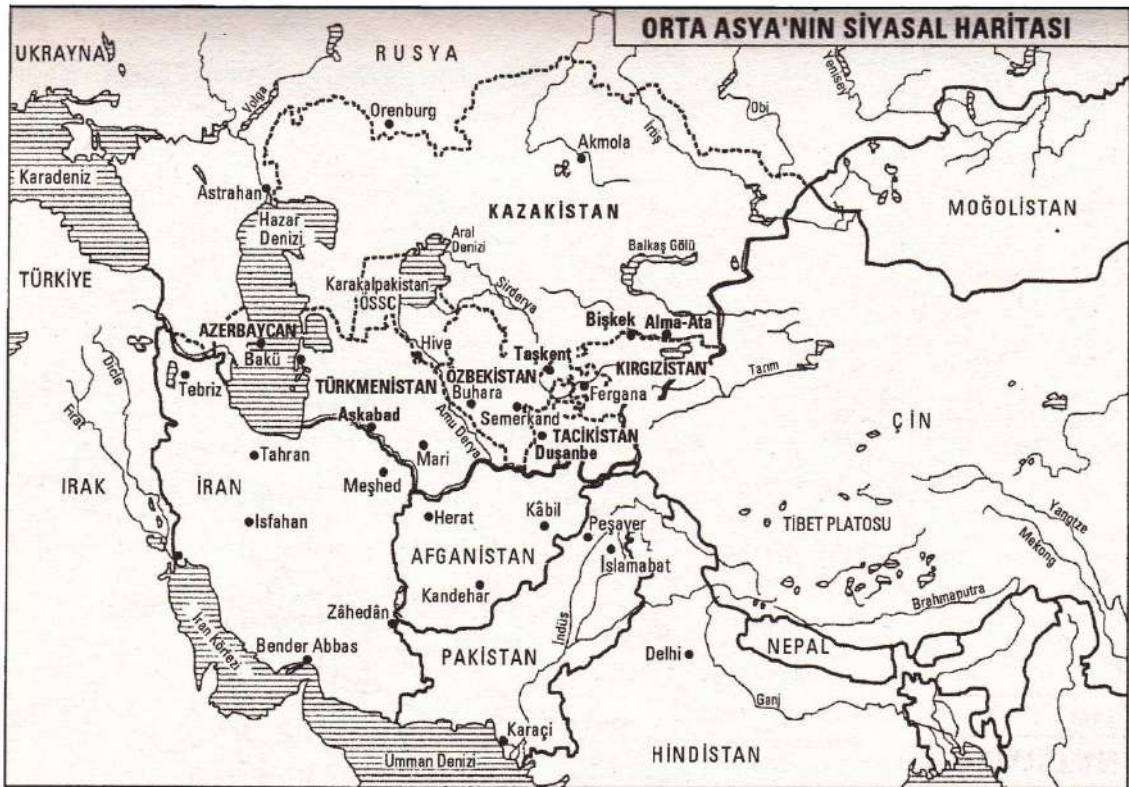 ORTA ASYA'NIN SİYASAL HARİTASI
UKRAYNA
RUSYA
Volga
Orenburg
Obi
Yenisey
İrtiş
Akmola
Karadeniz
Astrahan
Hazar
Denizi
KAZAKİSTAN
MOĞOLİSTAN
Aral
Denizi
Balkaş Gölü
TÜRKİYE
Karakalpakistan
ÖSSC
Sirderya
AZERBAYCAN
Bakü
Hive
Bişkek
Alma-Ata
Taşkent
KIRGIZİSTAN
Dicle
Tebriz
TÜRKMENİSTAN
ÖZBEKİSTAN
Buhara
Fergana
Tarım
Fırat
Semerkand
Aşkabad
Amu Derya
TACİKİSTAN
Duşanbe
ÇİN
Tahran
Mari
Meşhed
IRAK
İRAN
Isfahan
Herat
Kâbil
Peşaver
TİBET PLATOSU
Yangtze
Mekong
AFGANİSTAN
İslamabat
Kandehar
Brahmaputra
Zâhedân
İndüs
İran Körfezi
Bender Abbas
PAKİSTAN
Delhi
NEPAL
Ganj
Karaçi
Umman Denizi
HİNDİSTAN